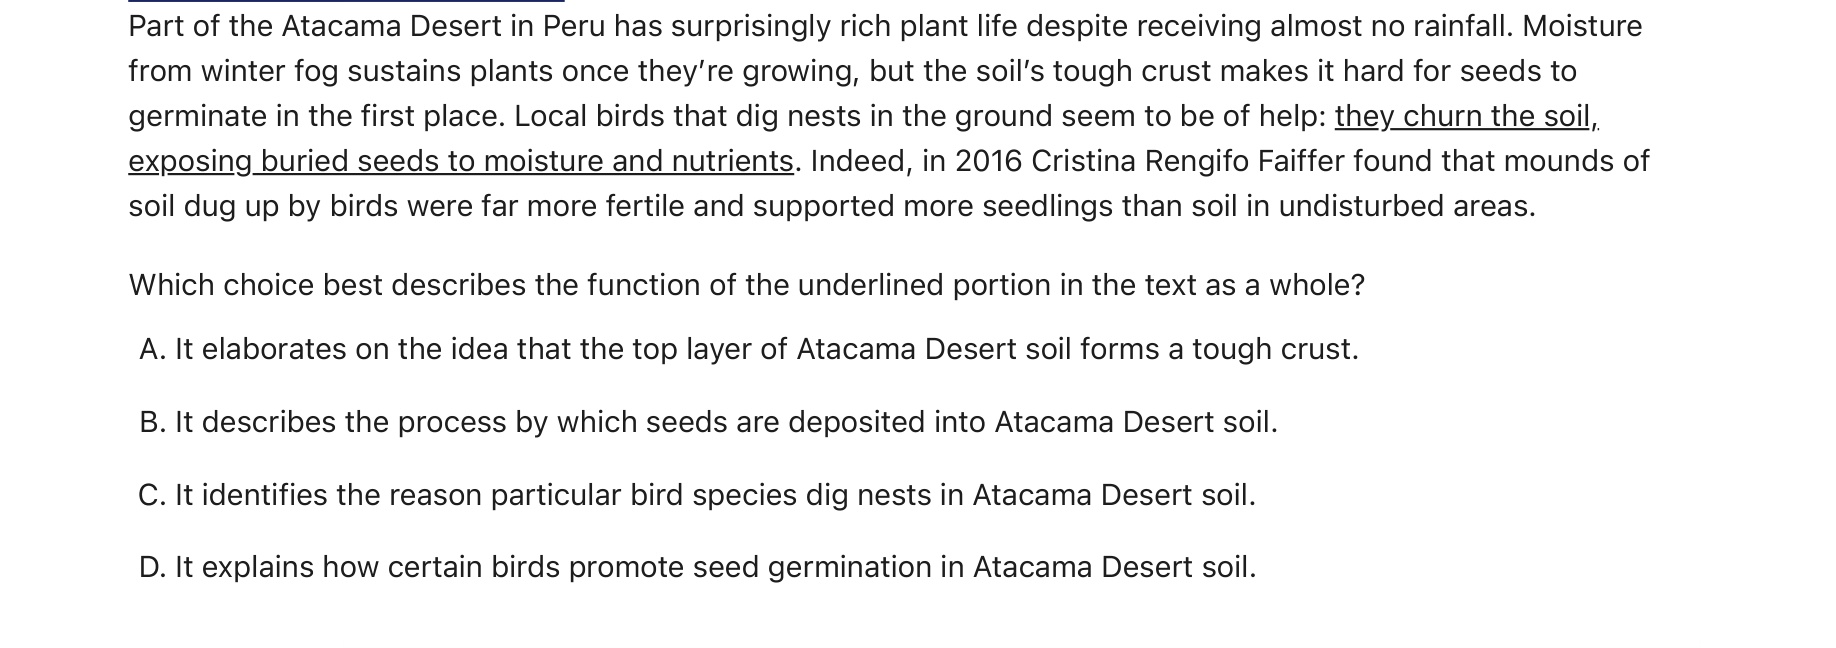 Part of the Atacama Desert in Peru has surprisingly rich plant life despite receiving almost no rainfall. Moisture
from winter fog sustains plants once they’re growing, but the soil’s tough crust makes it hard for seeds to
germinate in the first place. Local birds that dig nests in the ground seem to be of help: they churn the soil,
exposing buried seeds to moisture and nutrients. Indeed, in 2016 Cristina Rengifo Faiffer found that mounds of
soil dug up by birds were far more fertile and supported more seedlings than soil in undisturbed areas.
Which choice best describes the function of the underlined portion in the text as a whole?
A. It elaborates on the idea that the top layer of Atacama Desert soil forms a tough crust.
B. It describes the process by which seeds are deposited into Atacama Desert soil.
C. It identifies the reason particular bird species dig nests in Atacama Desert soil.
D. It explains how certain birds promote seed germination in Atacama Desert soil.